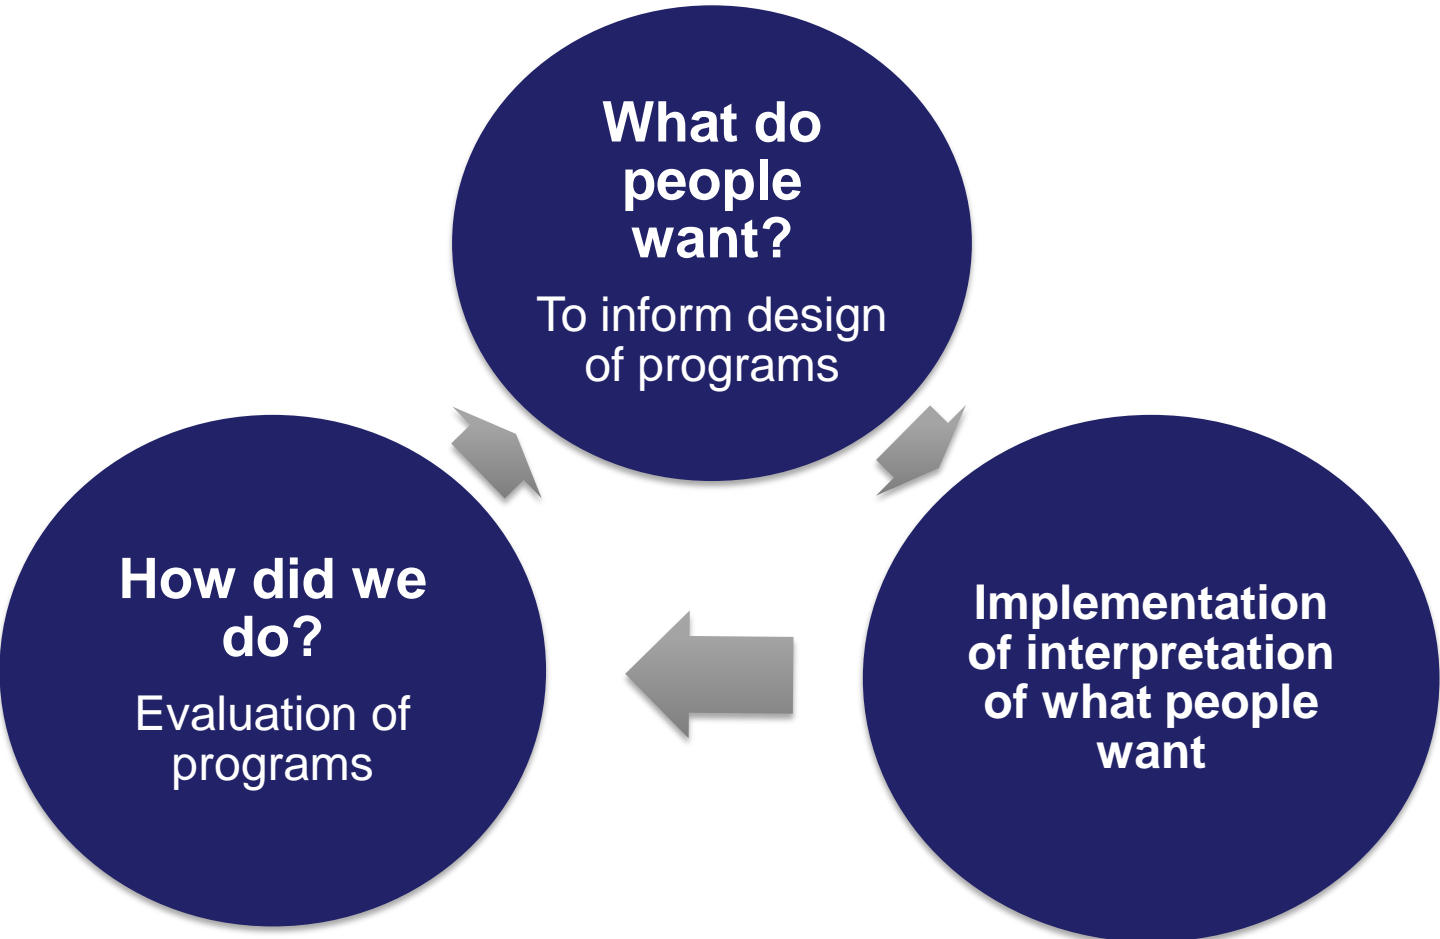 What do
people
want?
To inform design
of programs
Implementation
of interpretation
of what people
want
How did we
do?
Evaluation of
programs